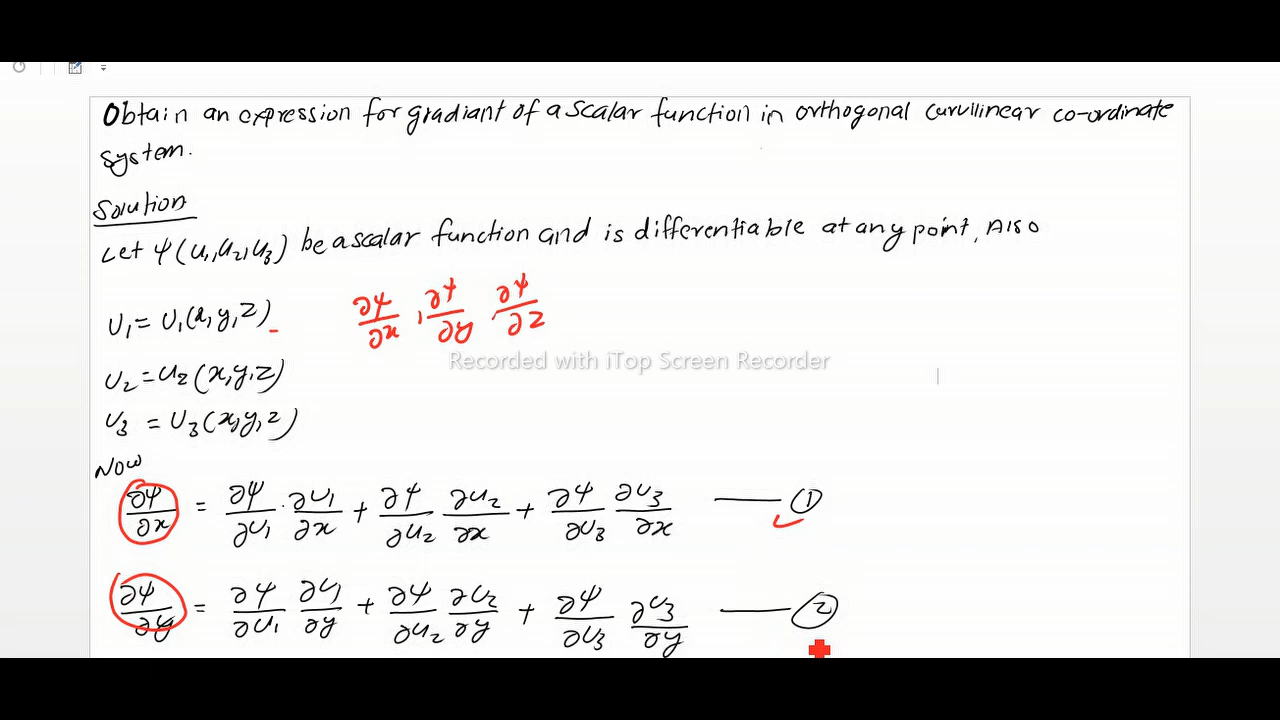 Obtain an expression for gradiant of a scalar function in orthogonal curvilinear co-ordinate
system.
Solution
Let ψ(u₁,u₂,u₃) be a scalar function and is differentiable at any point, Also
u₁ = u₁(x,y,z)
∂ψ/∂x , ∂ψ/∂y , ∂ψ/∂z
Recorded with iTop Screen Recorder
u₂ = u₂(x,y,z)
u₃ = u₃(x,y,z)
Now
∂ψ/∂x = ∂ψ/∂u₁ · ∂u₁/∂x + ∂ψ/∂u₂ ∂u₂/∂x + ∂ψ/∂u₃ ∂u₃/∂x —— ①
∂ψ/∂y = ∂ψ/∂u₁ ∂u₁/∂y + ∂ψ/∂u₂ ∂u₂/∂y + ∂ψ/∂u₃ ∂u₃/∂y —— ②